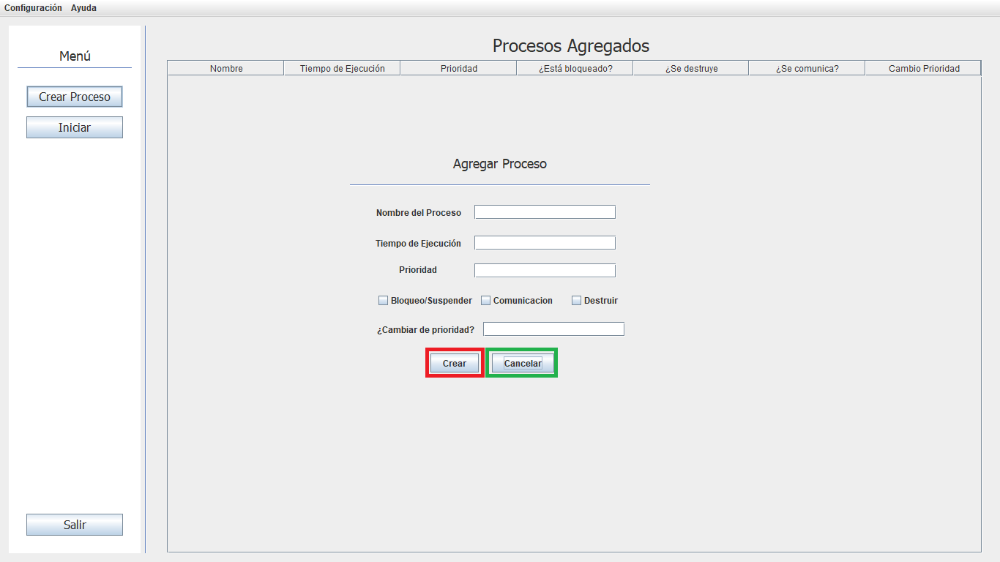 Configuración Ayuda
Menú
Crear Proceso
Iniciar
Salir
Procesos Agregados
Nombre Tiempo de Ejecución Prioridad ¿Está bloqueado? ¿Se destruye ¿Se comunica? Cambio Prioridad
Agregar Proceso
Nombre del Proceso
Tiempo de Ejecución
Prioridad
Bloqueo/Suspender Comunicacion Destruir
¿Cambiar de prioridad?
Crear Cancelar